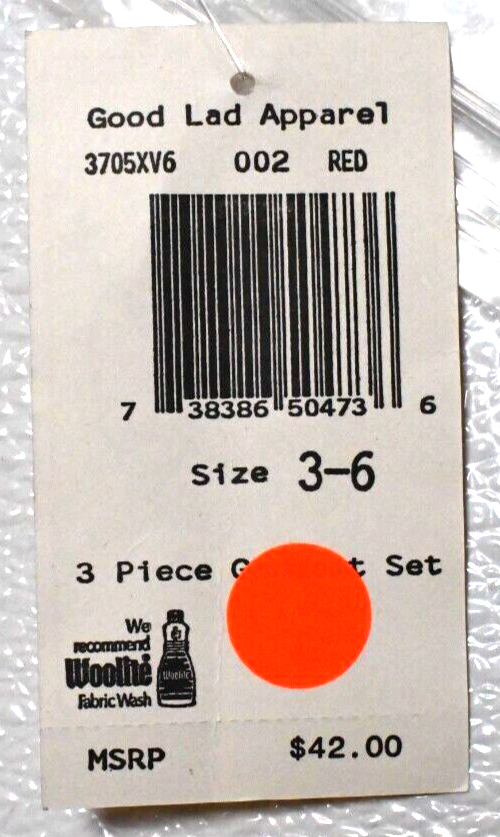 Good Lad Apparel
3705XV6 002 RED
7 38386 50473 6
Size 3-6
3 Piece Set
We
recommend
Woolite
Fabric Wash
Woolite
MSRP $42.00